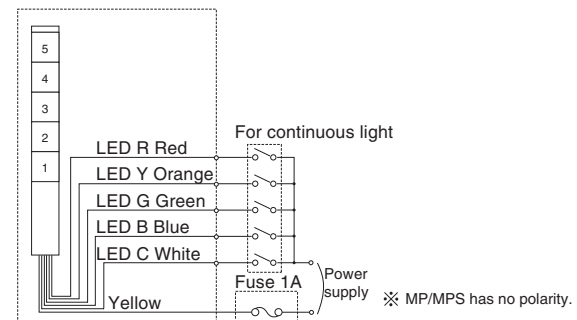 5
4
3
2
1
For continuous light
LED R Red
LED Y Orange
LED G Green
LED B Blue
LED C White
Fuse 1A
Power
supply
※ MP/MPS has no polarity.
Yellow